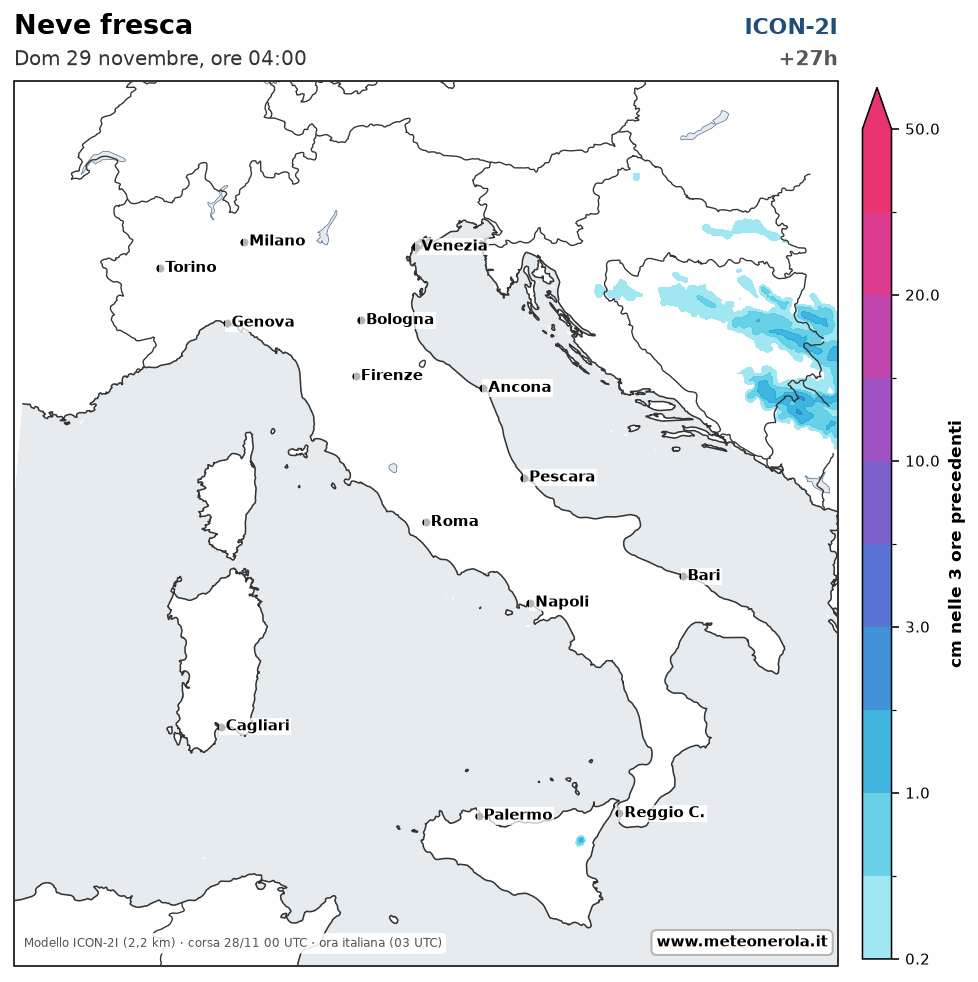 Neve fresca
ICON-2I
Dom 29 novembre, ore 04:00
+27h
50.0
20.0
10.0
3.0
1.0
0.2
cm nelle 3 ore precedenti
Milano
Venezia
Torino
Genova
Bologna
Firenze
Ancona
Pescara
Roma
Bari
Napoli
Cagliari
Palermo
Reggio C.
Modello ICON-2I (2,2 km) · corsa 28/11 00 UTC · ora italiana (03 UTC)
www.meteonerola.it